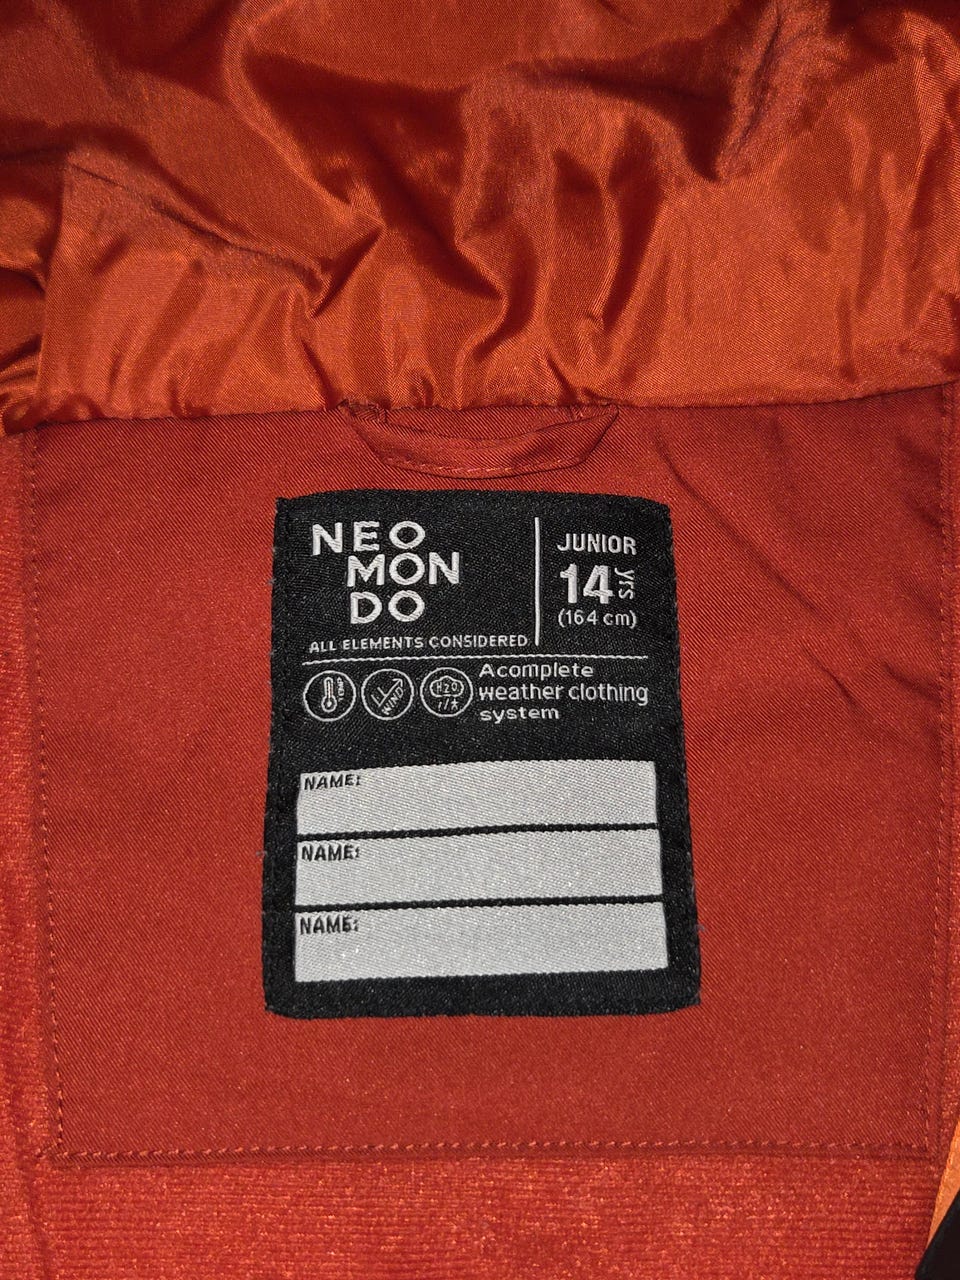 NEO
MON
DO
ALL ELEMENTS CONSIDERED
JUNIOR
14 yrs
(164 cm)
TEMP
WIND
H2O
A complete
weather clothing
system
NAME:
NAME:
NAME: